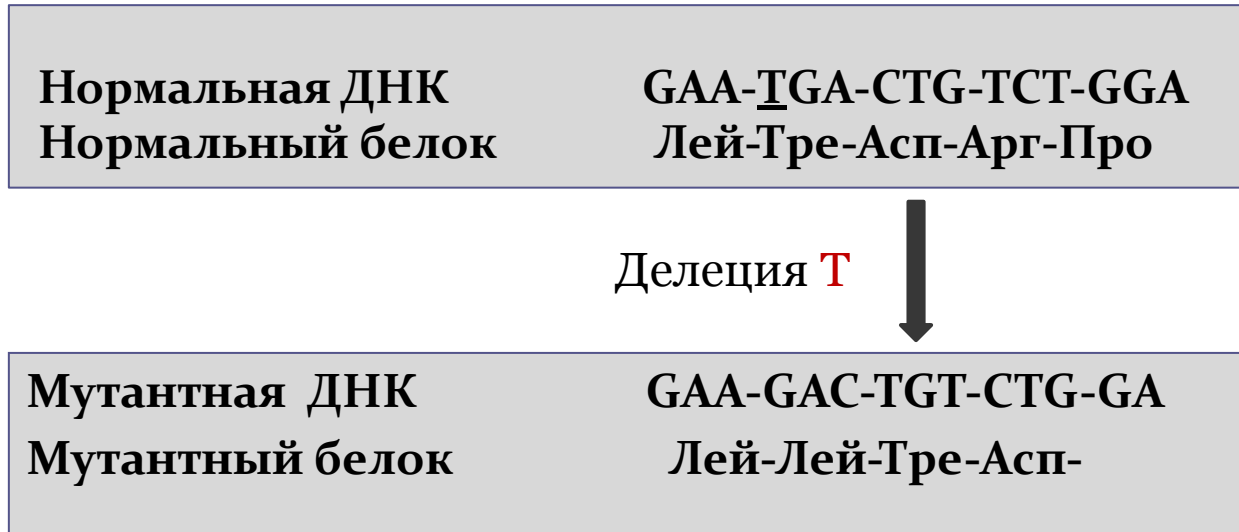 Нормальная ДНК GAA-TGA-CTG-TCT-GGA
Нормальный белок Лей-Тре-Асп-Арг-Про
Делеция Т
Мутантная ДНК GAA-GAC-TGT-CTG-GA
Мутантный белок Лей-Лей-Тре-Асп-